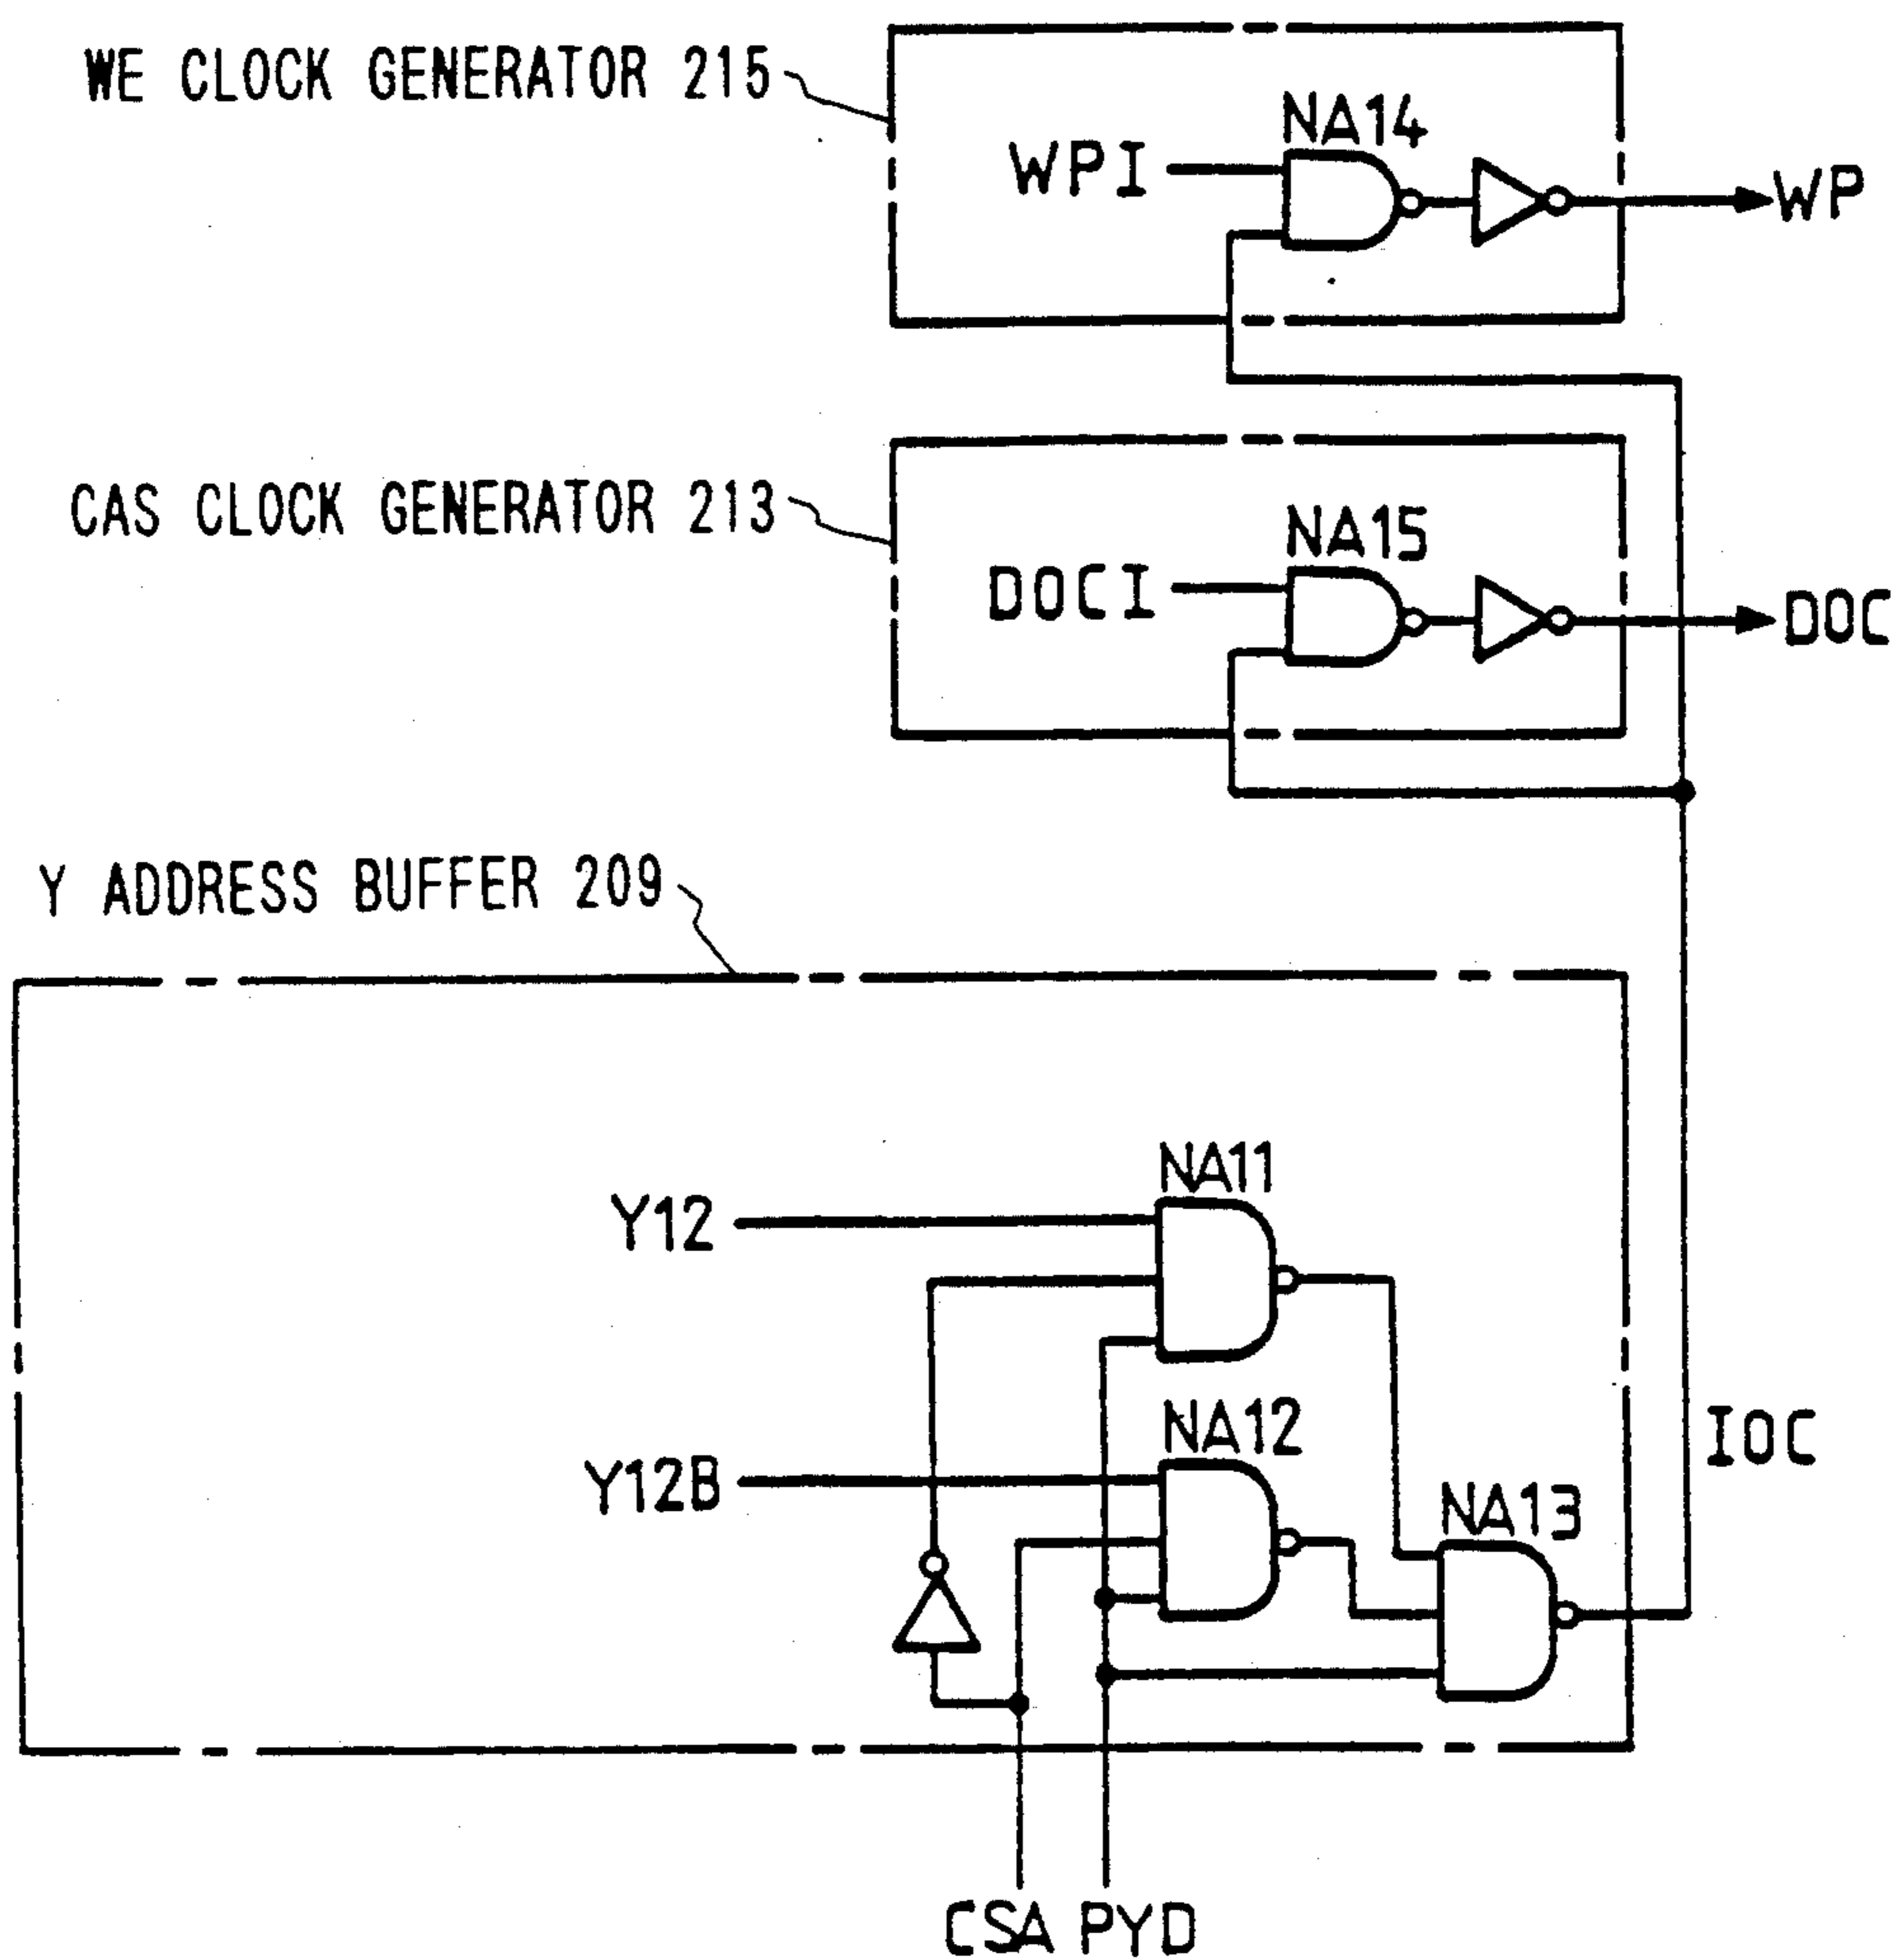 WE CLOCK GENERATOR 215
NA14
WPI
WP
CAS CLOCK GENERATOR 213
NA15
DOCI
DOC
Y ADDRESS BUFFER 209
NA11
Y12
NA12
IOC
Y12B
NA13
CSA PYD